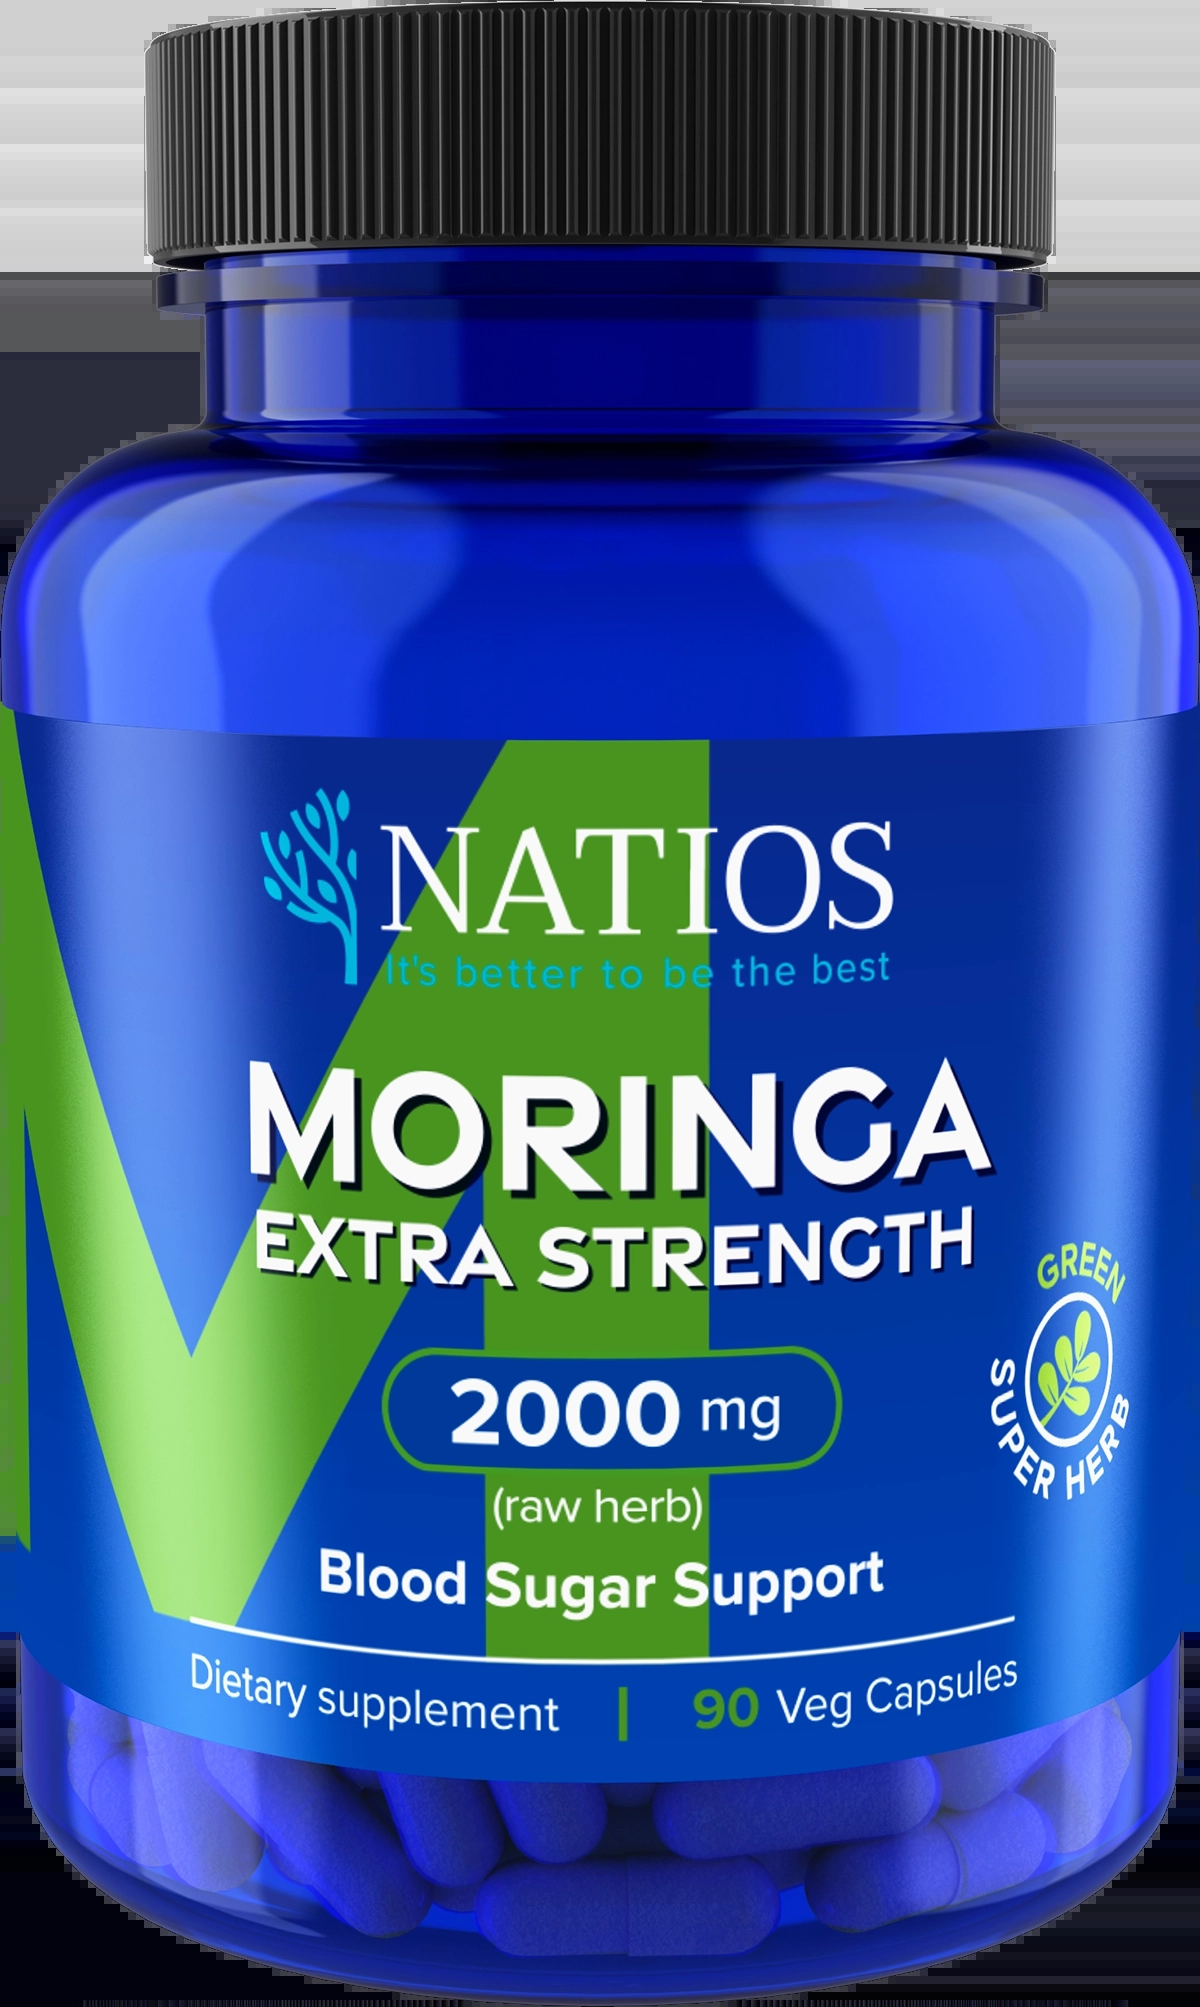 NATIOS
It's better to be the best
MORINGA
EXTRA STRENGTH
2000 mg
(raw herb)
Blood Sugar Support
Dietary supplement | 90 Veg Capsules
GREEN
SUPER HERB